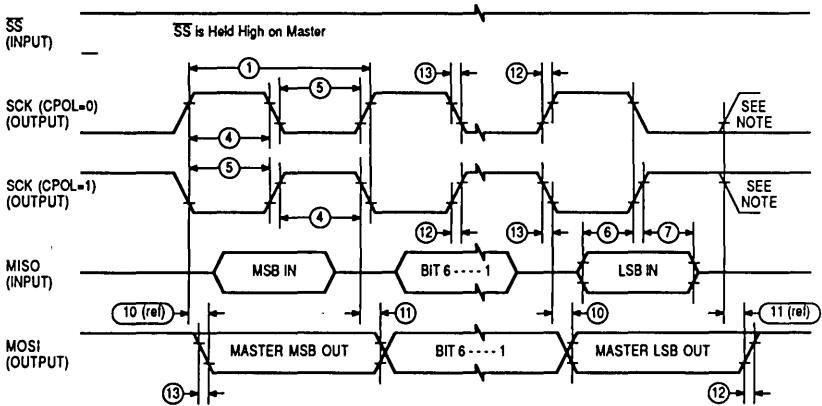 SS
(INPUT)
SS is Held High on Master
1
5
13
12
SCK (CPOL=0)
(OUTPUT)
SEE
NOTE
4
5
SCK (CPOL=1)
(OUTPUT)
SEE
NOTE
4
12
13
6
7
MISO
(INPUT)
MSB IN
BIT 6 - - - - 1
LSB IN
10 (ref)
11
10
11 (ref)
MOSI
(OUTPUT)
MASTER MSB OUT
BIT 6 - - - - 1
MASTER LSB OUT
13
12